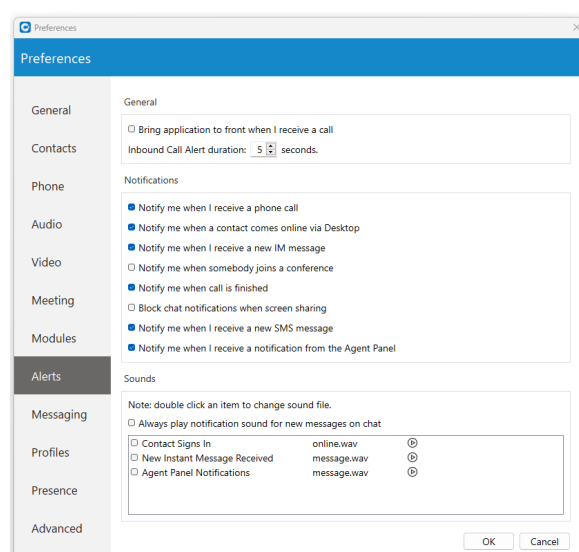 Preferences
Preferences
General
Contacts
Phone
Audio
Video
Meeting
Modules
Alerts
Messaging
Profiles
Presence
Advanced
General
Bring application to front when I receive a call
Inbound Call Alert duration: 5 seconds.
Notifications
Notify me when I receive a phone call
Notify me when a contact comes online via Desktop
Notify me when I receive a new IM message
Notify me when somebody joins a conference
Notify me when call is finished
Block chat notifications when screen sharing
Notify me when I receive a new SMS message
Notify me when I receive a notification from the Agent Panel
Sounds
Note: double click an item to change sound file.
Always play notification sound for new messages on chat
Contact Signs In online.wav
New Instant Message Received message.wav
Agent Panel Notifications message.wav
OK Cancel